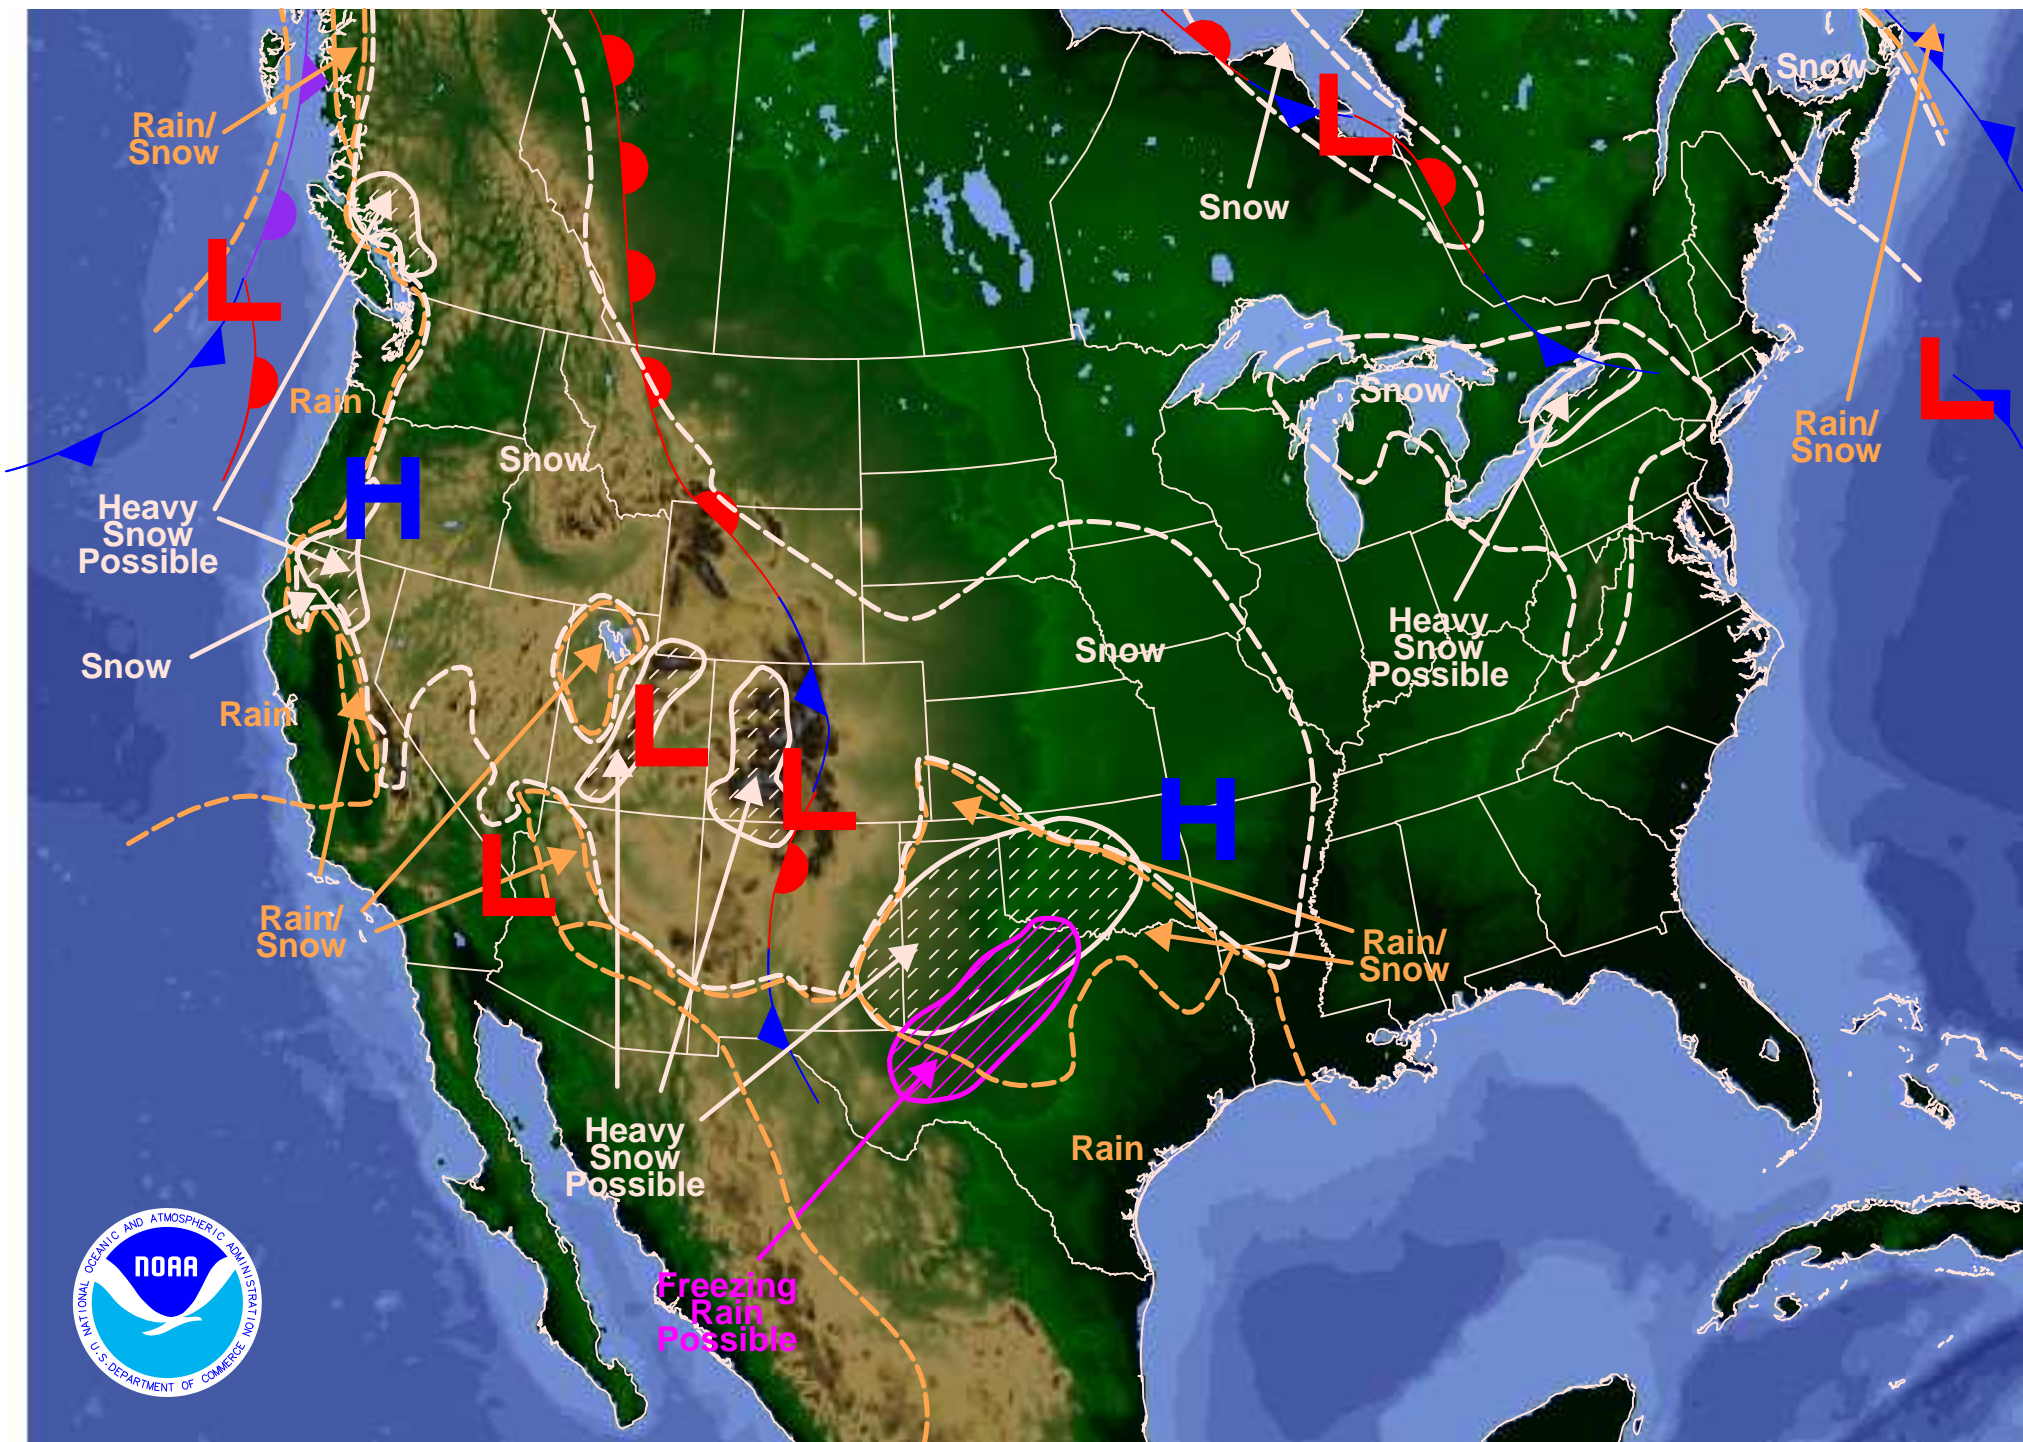 Snow
Rain/
Snow
L
Snow
L
L
Snow
Rain
Rain/
Snow
Snow
H
Heavy
Snow
Possible
Heavy
Snow
Possible
Snow
Snow
Rain
L
L
H
L
Rain/
Snow
Rain/
Snow
Heavy
Snow
Possible
Rain
Freezing
Rain
Possible
NATIONAL OCEANIC AND ATMOSPHERIC ADMINISTRATION
NOAA
U.S. DEPARTMENT OF COMMERCE
L